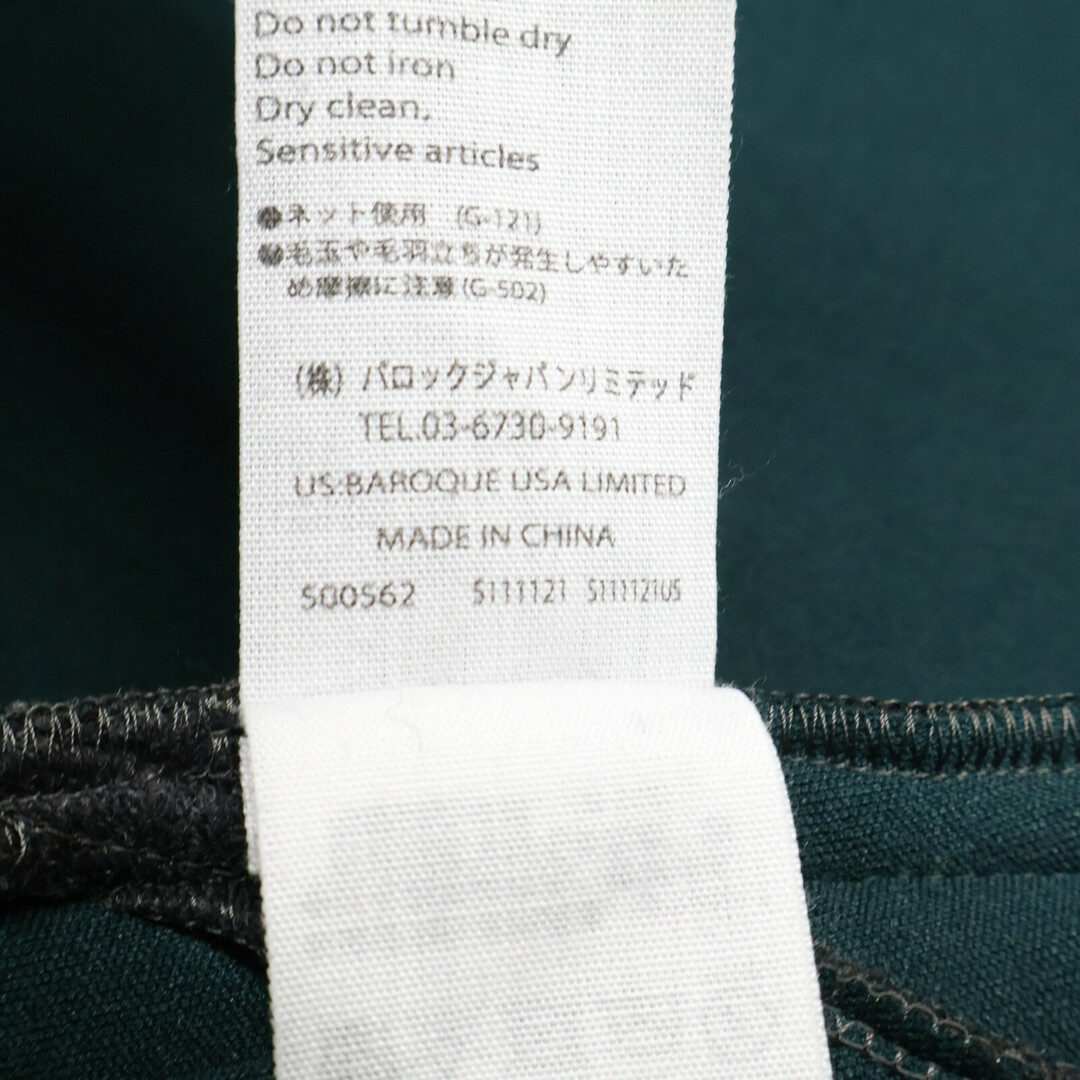 Do not tumble dry
Do not iron
Dry clean.
Sensitive articles
●ネット使用 (G-121)
●毛玉や毛羽立ちが発生しやすいた
め摩擦に注意(G-502)
(株) バロックジャパンリミテッド
TEL.03-6730-9191
US:BAROQUE USA LIMITED
MADE IN CHINA
500562 5111121 5111121US